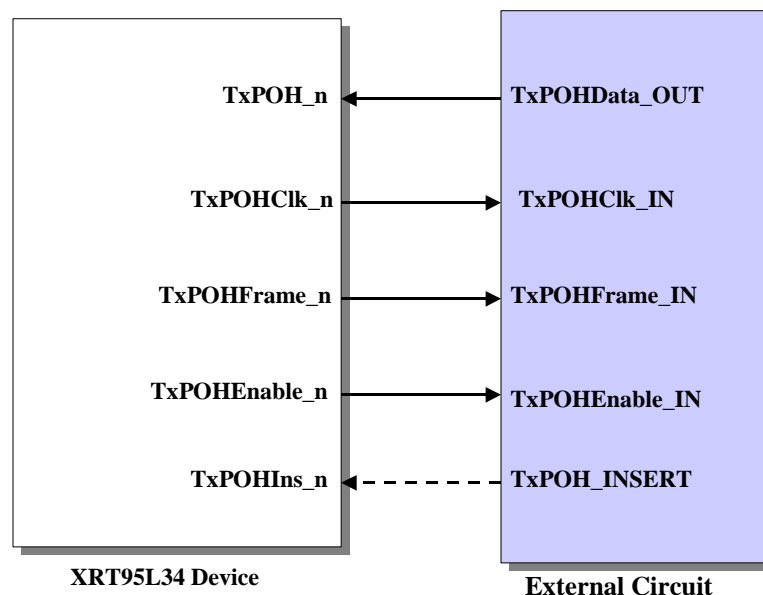 TxPOH_n TxPOHData_OUT
TxPOHClk_n TxPOHClk_IN
TxPOHFrame_n TxPOHFrame_IN
TxPOHEnable_n TxPOHEnable_IN
TxPOHIns_n TxPOH_INSERT
XRT95L34 Device External Circuit